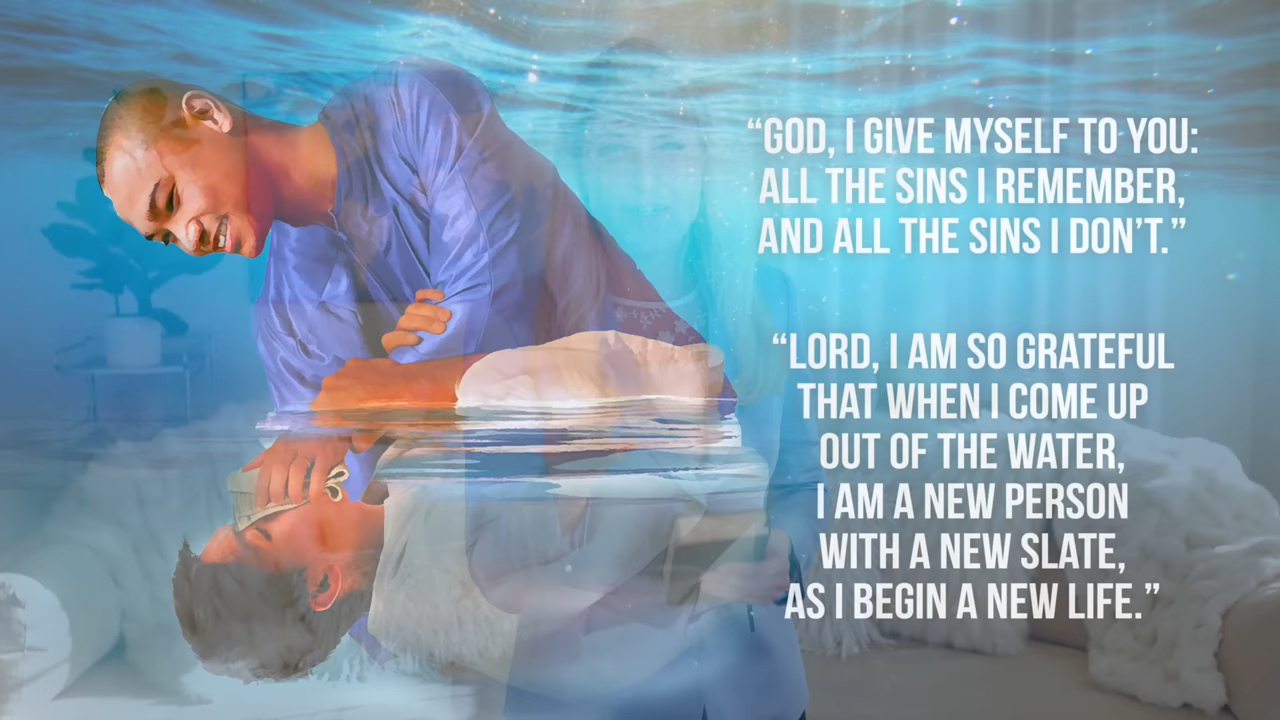 “GOD, I GIVE MYSELF TO YOU:
ALL THE SINS I REMEMBER,
AND ALL THE SINS I DON’T.”
“LORD, I AM SO GRATEFUL
THAT WHEN I COME UP
OUT OF THE WATER,
I AM A NEW PERSON
WITH A NEW SLATE,
AS I BEGIN A NEW LIFE.”